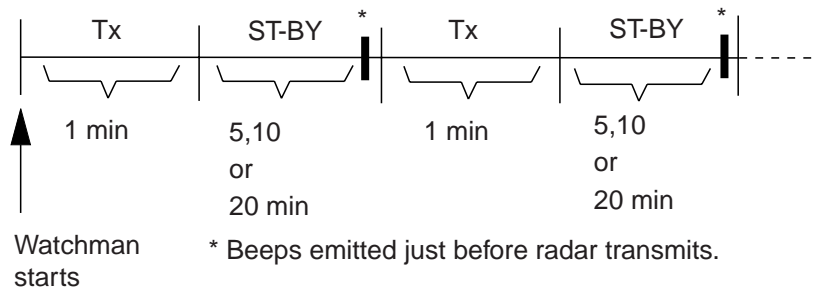 * *
Tx ST-BY Tx ST-BY
1 min 5,10 1 min 5,10
or or
20 min 20 min
Watchman
starts
* Beeps emitted just before radar transmits.